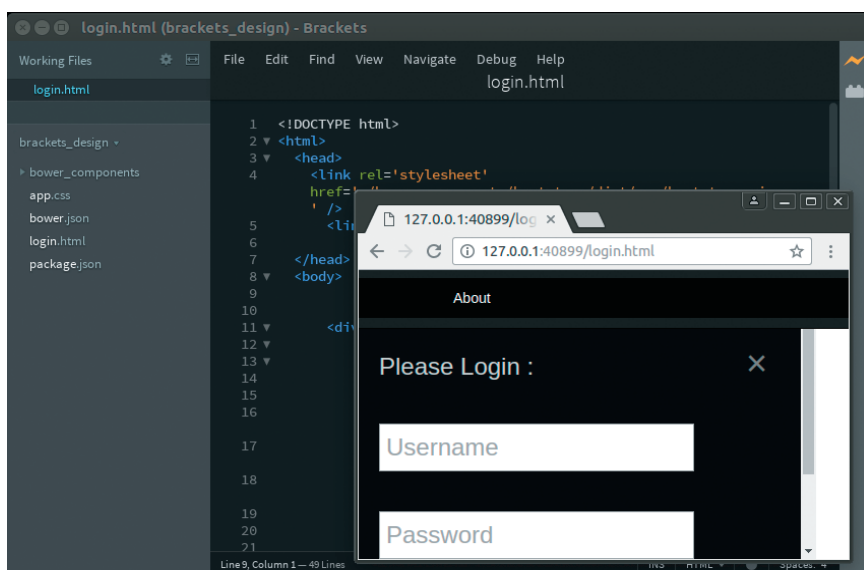 login.html (brackets_design) - Brackets
Working Files
login.html
brackets_design
bower_components
app.css
bower.json
login.html
package.json
File Edit Find View Navigate Debug Help
login.html
1 <!DOCTYPE html>
2 <html>
3 <head>
4 <link rel='stylesheet'
href='
' />
5
6
7 </head>
8 <body>
9
10
11 <div
12
13
14
15
16
17
18
19
20
21
Line 9, Column 1 — 49 Lines
INS HTML Spaces: 4
127.0.0.1:40899/log
127.0.0.1:40899/login.html
About
Please Login : ×
Username
Password